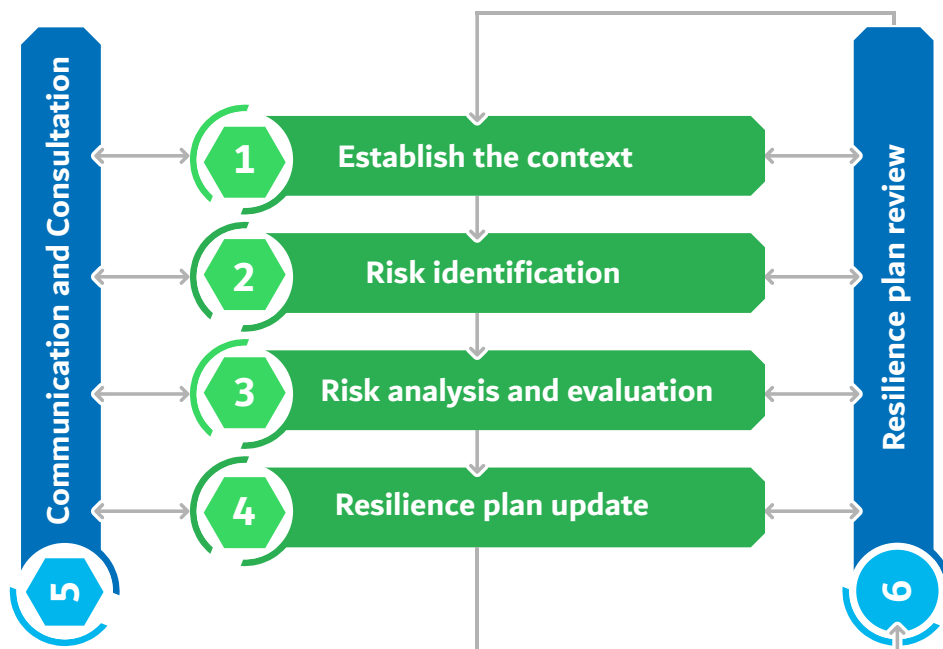 Communication and Consultation
5
1
Establish the context
2
Risk identification
3
Risk analysis and evaluation
4
Resilience plan update
Resilience plan review
6